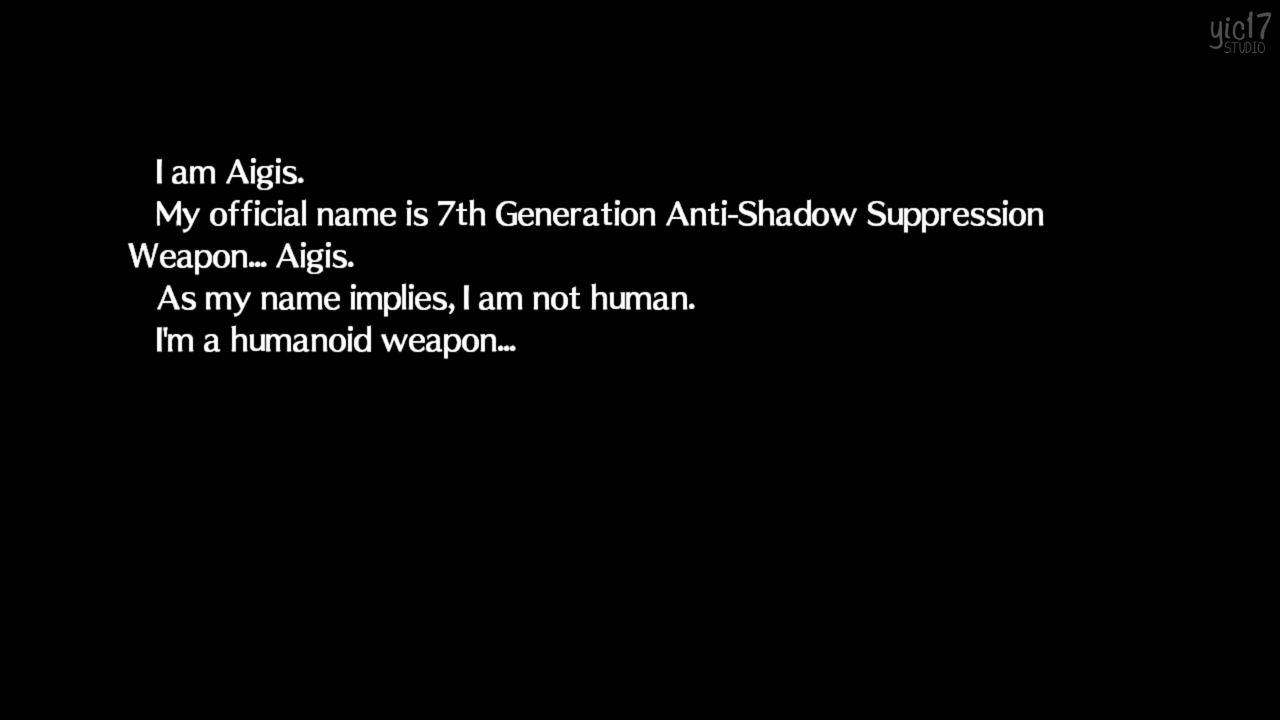 yic17
STUDIO
I am Aigis.
My official name is 7th Generation Anti-Shadow Suppression
Weapon... Aigis.
As my name implies, I am not human.
I'm a humanoid weapon...